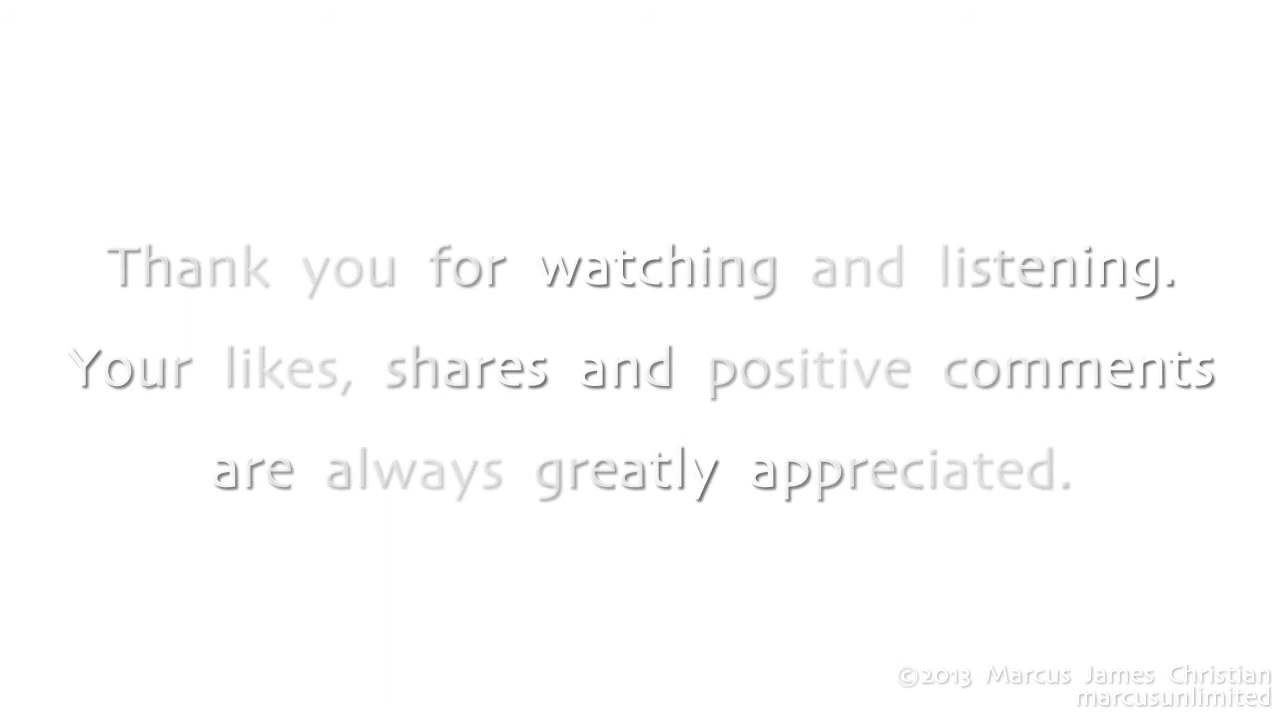 Thank you for watching and listening.
Your likes, shares and positive comments
are always greatly appreciated.
©2013 Marcus James Christian
marcusunlimited